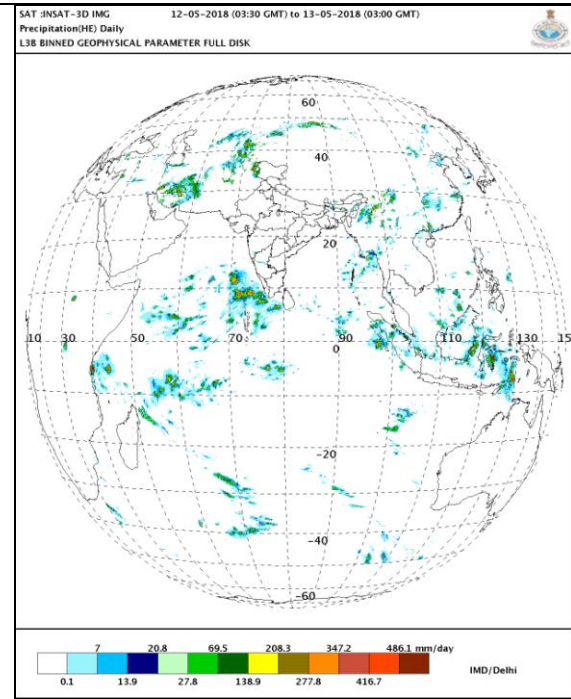 SAT :INSAT-3D IMG 12-05-2018 (03:30 GMT) to 13-05-2018 (03:00 GMT)
Precipitation(HE) Daily
L3B BINNED GEOPHYSICAL PARAMETER FULL DISK
60
40
20
10 30 50 70 90 110 130 15
0
-20
-40
-60
7 20.8 69.5 208.3 347.2 486.1 mm/day
0.1 13.9 27.8 138.9 277.8 416.7
IMD/Delhi